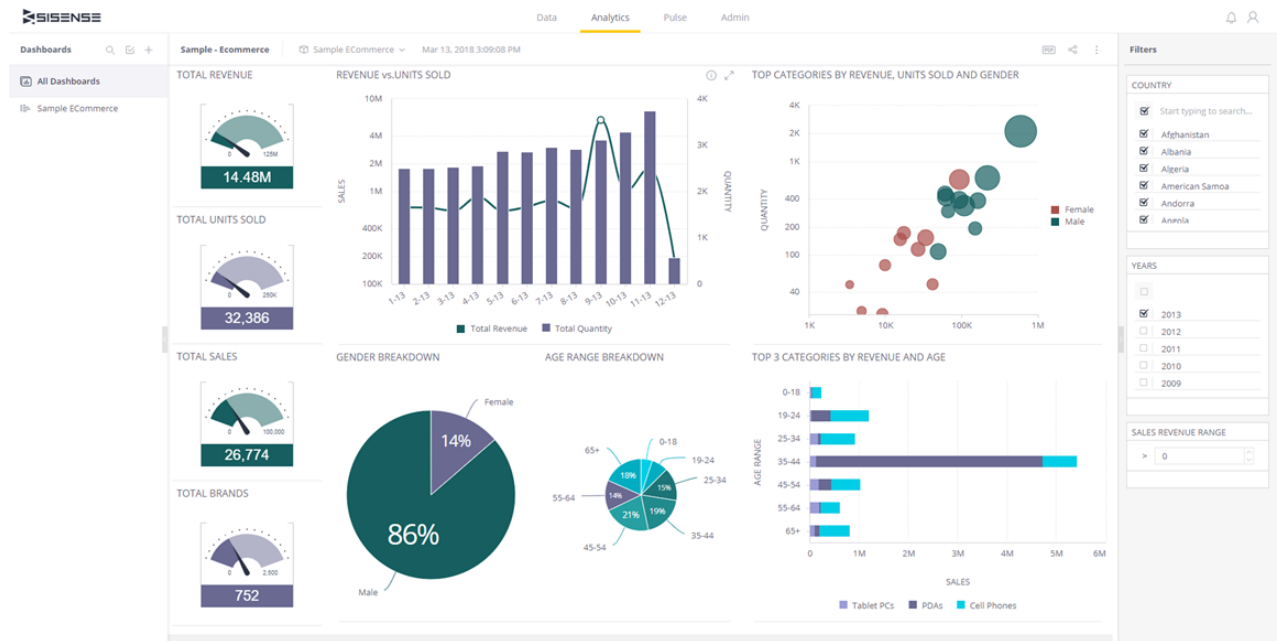 SISENSE
Data Analytics Pulse Admin
Dashboards
All Dashboards
Sample ECommerce
Sample - Ecommerce Sample ECommerce Mar 13, 2018 3:09:08 PM
PDF
TOTAL REVENUE
0 125M
14.48M
TOTAL UNITS SOLD
0 250K
32,386
TOTAL SALES
0 100,000
26,774
TOTAL BRANDS
0 2,500
752
REVENUE vs.UNITS SOLD
SALES
10M
4M
2M
1M
400K
200K
100K
4K
3K
2K
1K
0
QUANTITY
1-13 2-13 3-13 4-13 5-13 6-13 7-13 8-13 9-13 10-13 11-13 12-13
Total Revenue Total Quantity
TOP CATEGORIES BY REVENUE, UNITS SOLD AND GENDER
QUANTITY
4K
2K
1K
400
200
100
40
1K 10K 100K 1M
Female
Male
GENDER BREAKDOWN
Female
14%
86%
Male
AGE RANGE BREAKDOWN
0-18
19-24
25-34
35-44
45-54
55-64
65+
18%
15%
14%
19%
21%
TOP 3 CATEGORIES BY REVENUE AND AGE
AGE RANGE
0-18
19-24
25-34
35-44
45-54
55-64
65+
0 1M 2M 3M 4M 5M 6M
SALES
Tablet PCs PDAs Cell Phones
Filters
COUNTRY
Start typing to search...
Afghanistan
Albania
Algeria
American Samoa
Andorra
Angola
YEARS
2013
2012
2011
2010
2009
SALES REVENUE RANGE
> 0